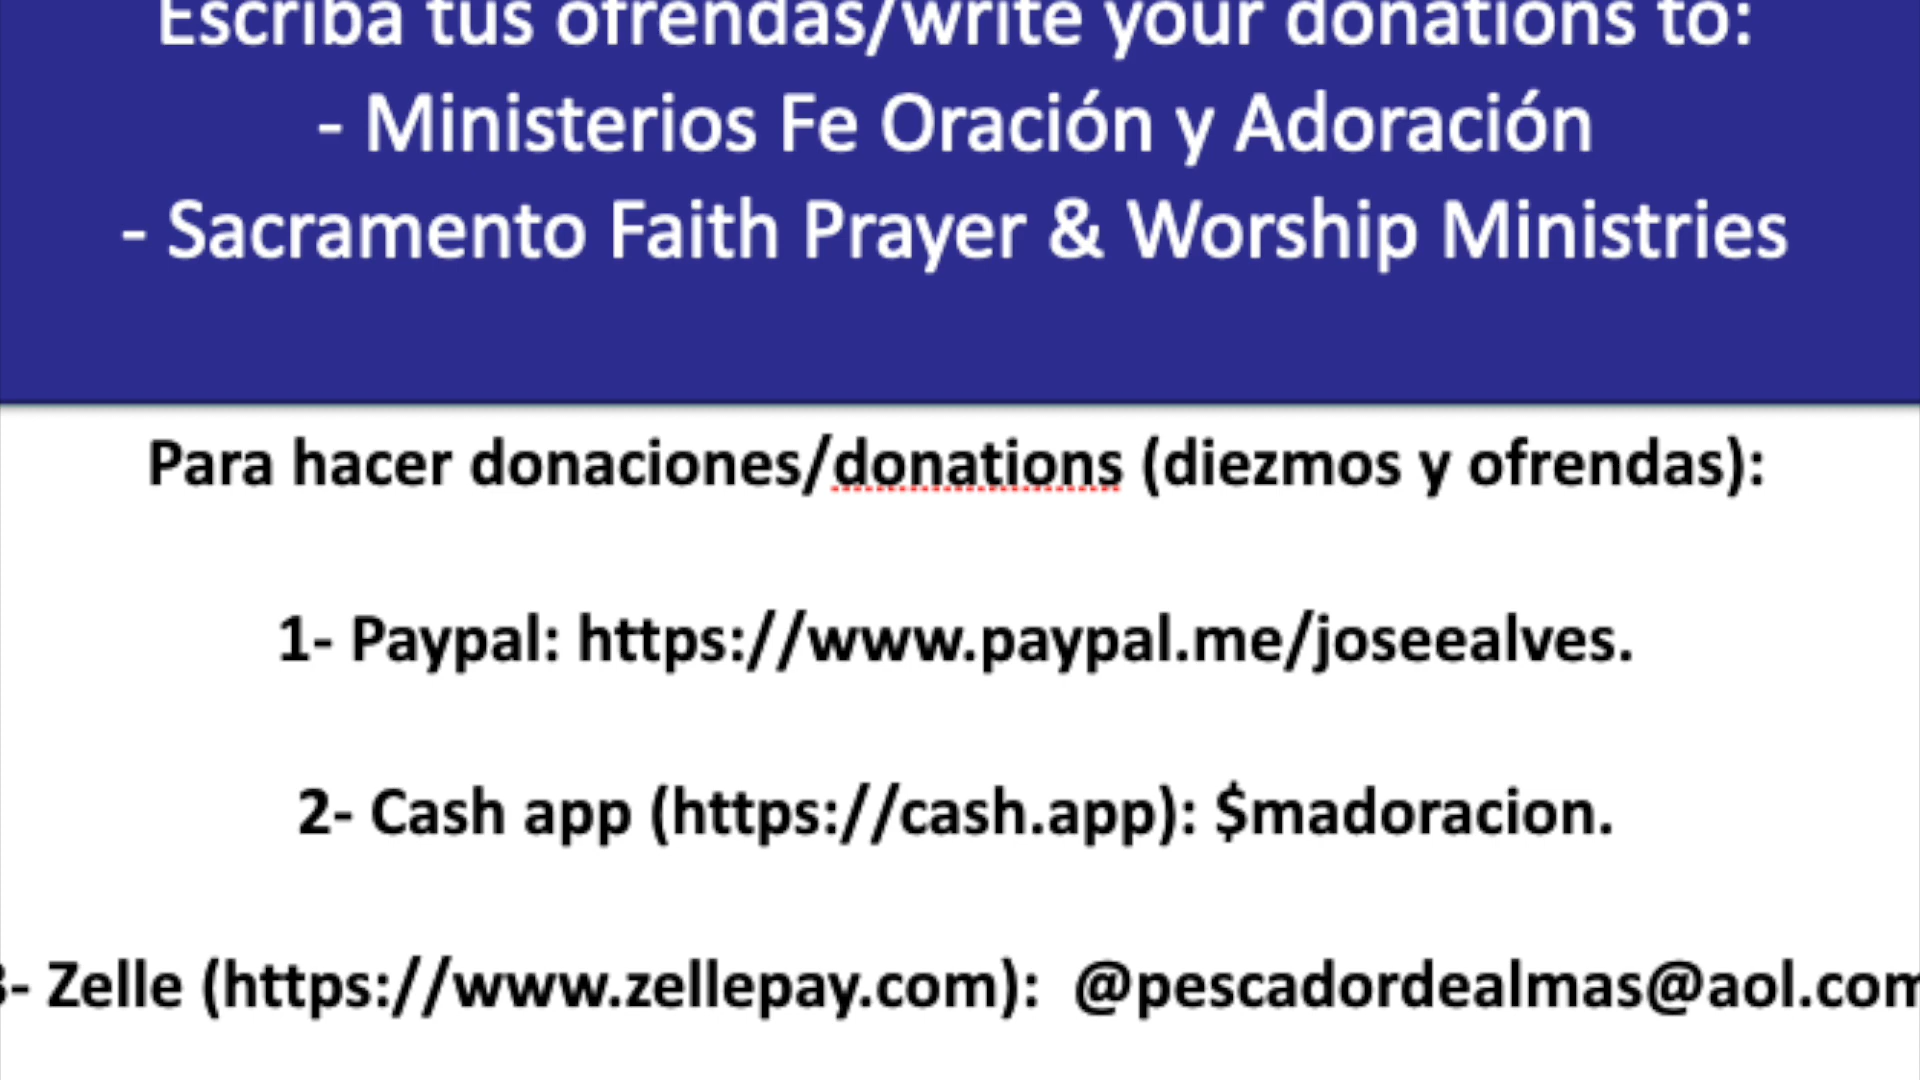 Escriba tus ofrendas/write your donations to:
- Ministerios Fe Oración y Adoración
- Sacramento Faith Prayer & Worship Ministries
Para hacer donaciones/donations (diezmos y ofrendas):
1- Paypal: https://www.paypal.me/joseealves.
2- Cash app (https://cash.app): $madoracion.
3- Zelle (https://www.zellepay.com): @pescadordealmas@aol.com